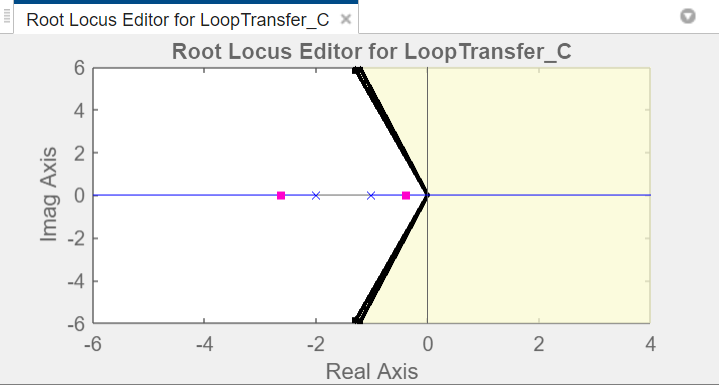 Root Locus Editor for LoopTransfer_C
Root Locus Editor for LoopTransfer_C
Imag Axis
6
4
2
0
-2
-4
-6
-6 -4 -2 0 2 4
Real Axis